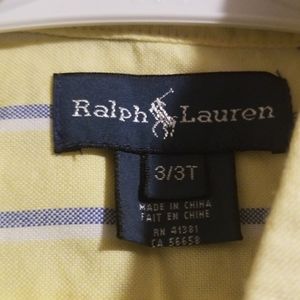 Ralph Lauren
3/3T
MADE IN CHINA
FAIT EN CHINE
RN 41381
CA 56658